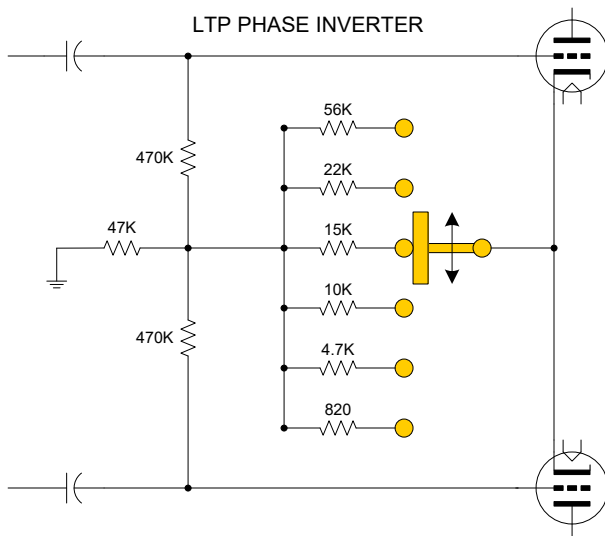 LTP PHASE INVERTER
56K
470K
22K
47K
15K
10K
470K
4.7K
820